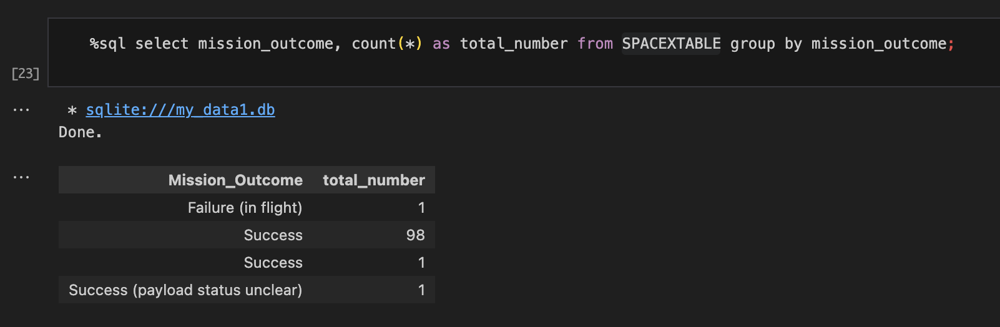 %sql select mission_outcome, count(*) as total_number from SPACEXTABLE group by mission_outcome;
[23]
... * sqlite:///my_data1.db
Done.
... Mission_Outcome total_number
Failure (in flight) 1
Success 98
Success 1
Success (payload status unclear) 1